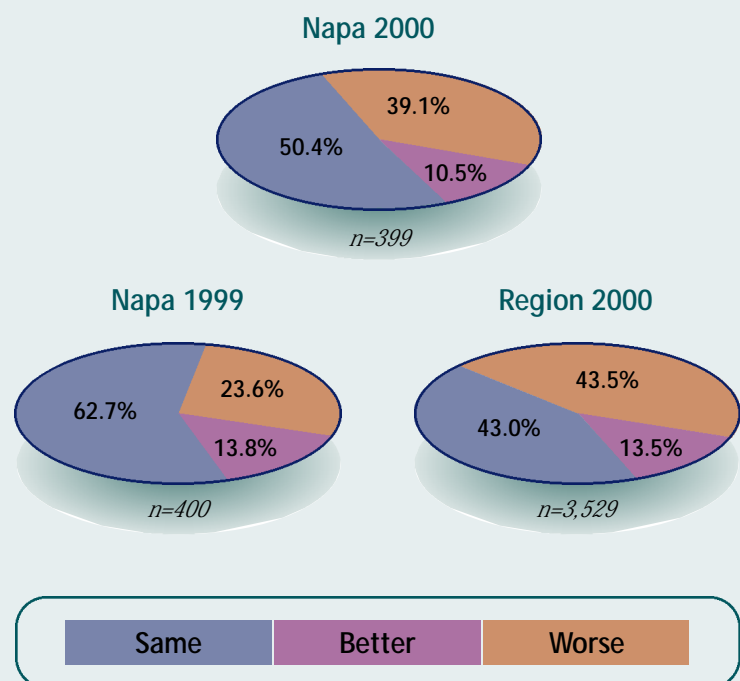 Napa 2000
39.1%
50.4%
10.5%
n=399
Napa 1999
23.6%
62.7%
13.8%
n=400
Region 2000
43.5%
43.0%
13.5%
n=3,529
Same Better Worse